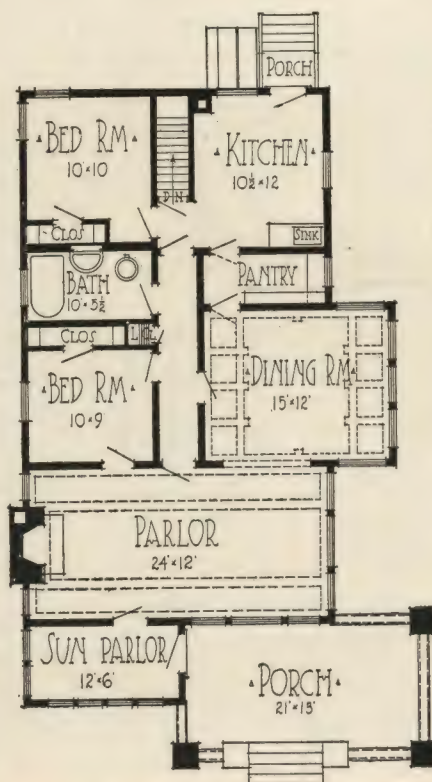 PORCH
BED RM
10'×10
KITCHEN
10½×12
DN
CLOS
SINK
BATH
10'×5½
PANTRY
CLOS
LIN.
BED RM
10×9'
DINING RM
15'×12'
PARLOR
24'×12'
SUN PARLOR
12'×6'
PORCH
21'×15'